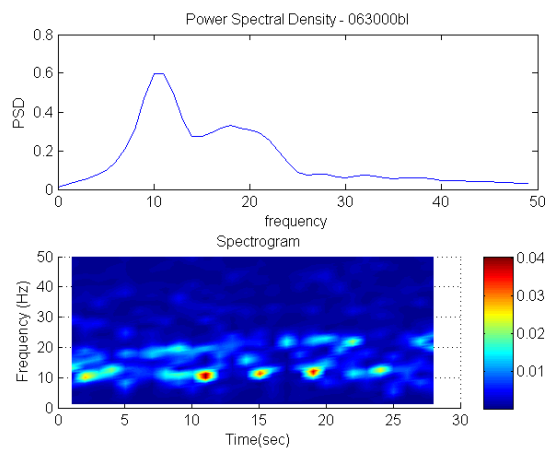 Power Spectral Density - 063000bl
0.8
0.6
0.4
0.2
0
PSD
0 10 20 30 40 50
frequency
Spectrogram
50
40
30
20
10
0
Frequency (Hz)
0 5 10 15 20 25 30
Time(sec)
0.04
0.03
0.02
0.01